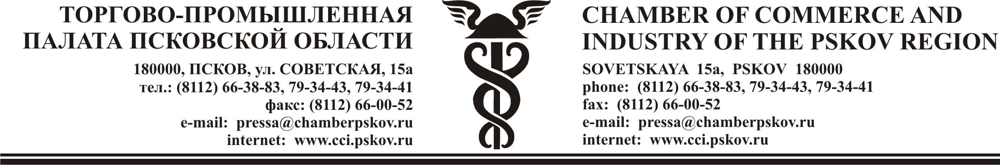 ТОРГОВО-ПРОМЫШЛЕННАЯ
ПАЛАТА ПСКОВСКОЙ ОБЛАСТИ
180000, ПСКОВ, ул. СОВЕТСКАЯ, 15а
тел.: (8112) 66-38-83, 79-34-43, 79-34-41
факс: (8112) 66-00-52
e-mail: pressa@chamberpskov.ru
internet: www.cci.pskov.ru
CHAMBER OF COMMERCE AND
INDUSTRY OF THE PSKOV REGION
SOVETSKAYA 15a, PSKOV 180000
phone: (8112) 66-38-83, 79-34-43, 79-34-41
fax: (8112) 66-00-52
e-mail: pressa@chamberpskov.ru
internet: www.cci.pskov.ru